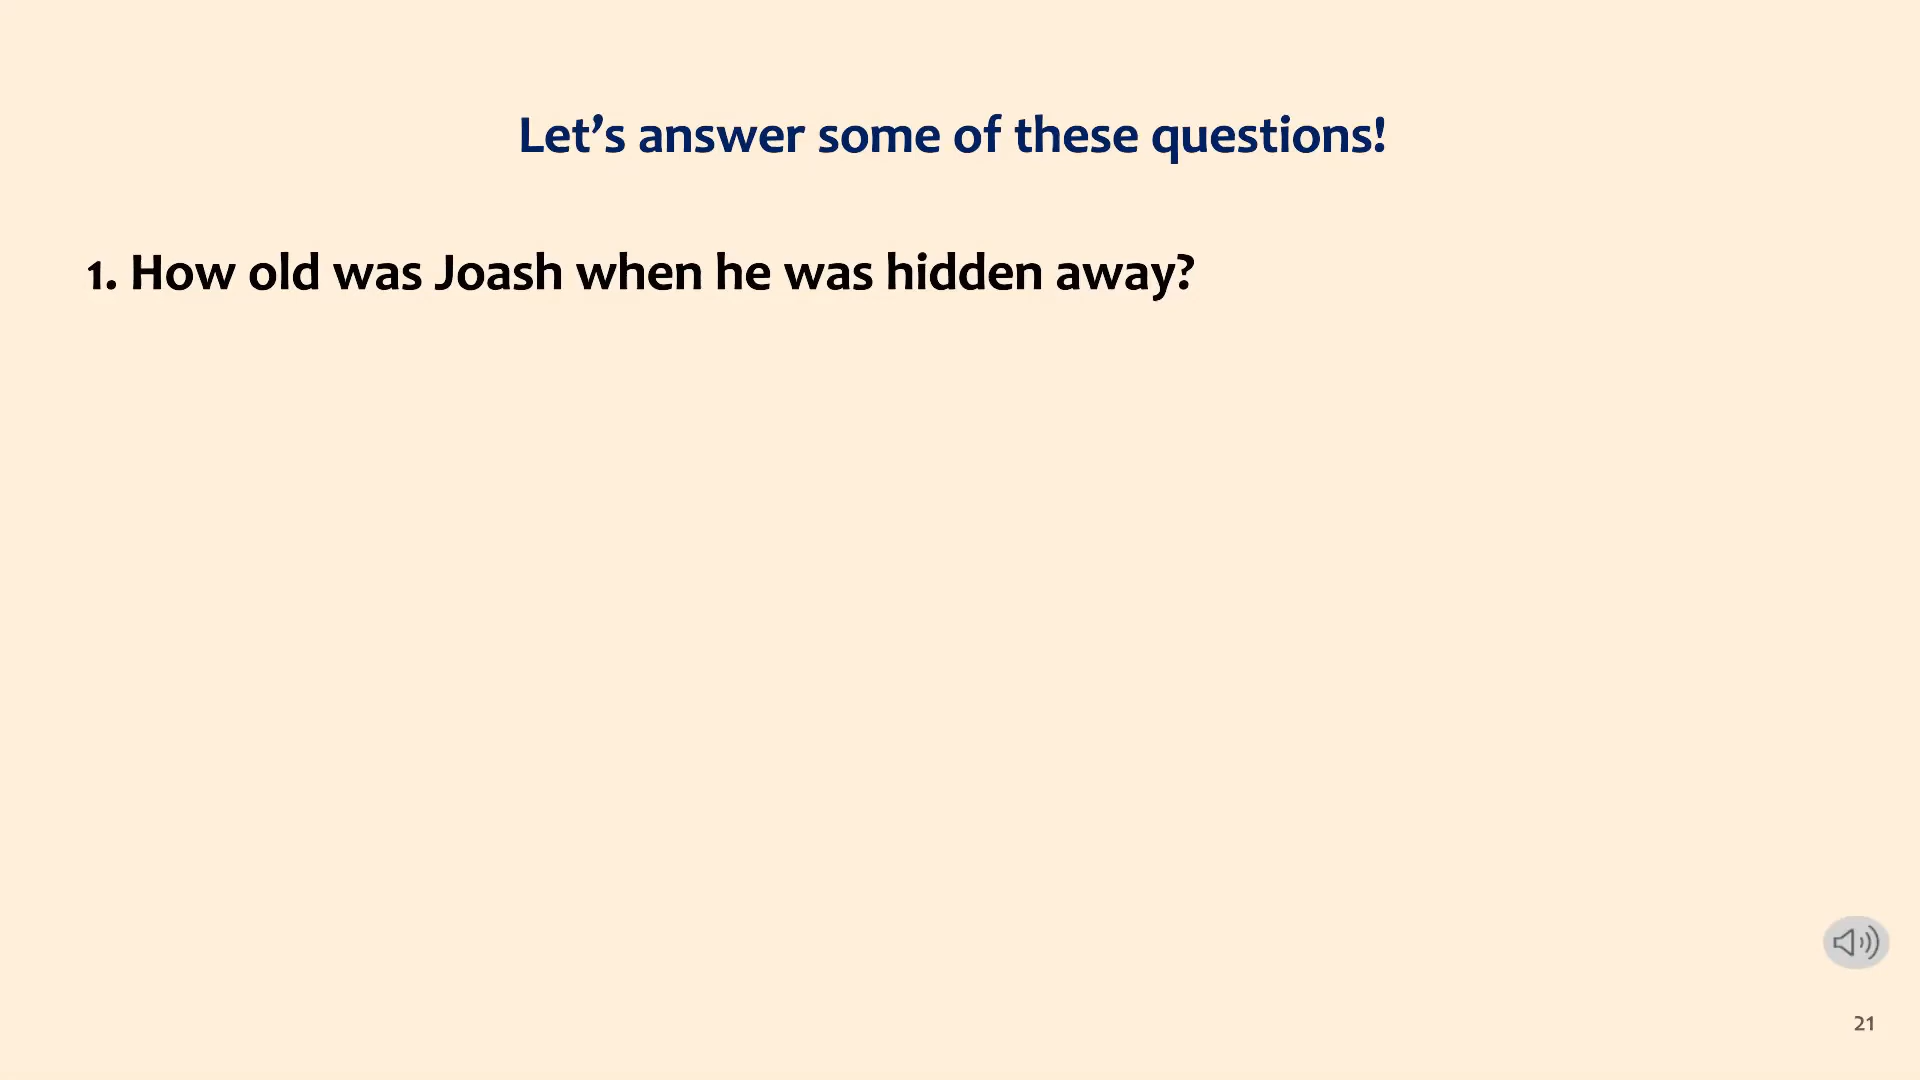 Let’s answer some of these questions!
1. How old was Joash when he was hidden away?
21